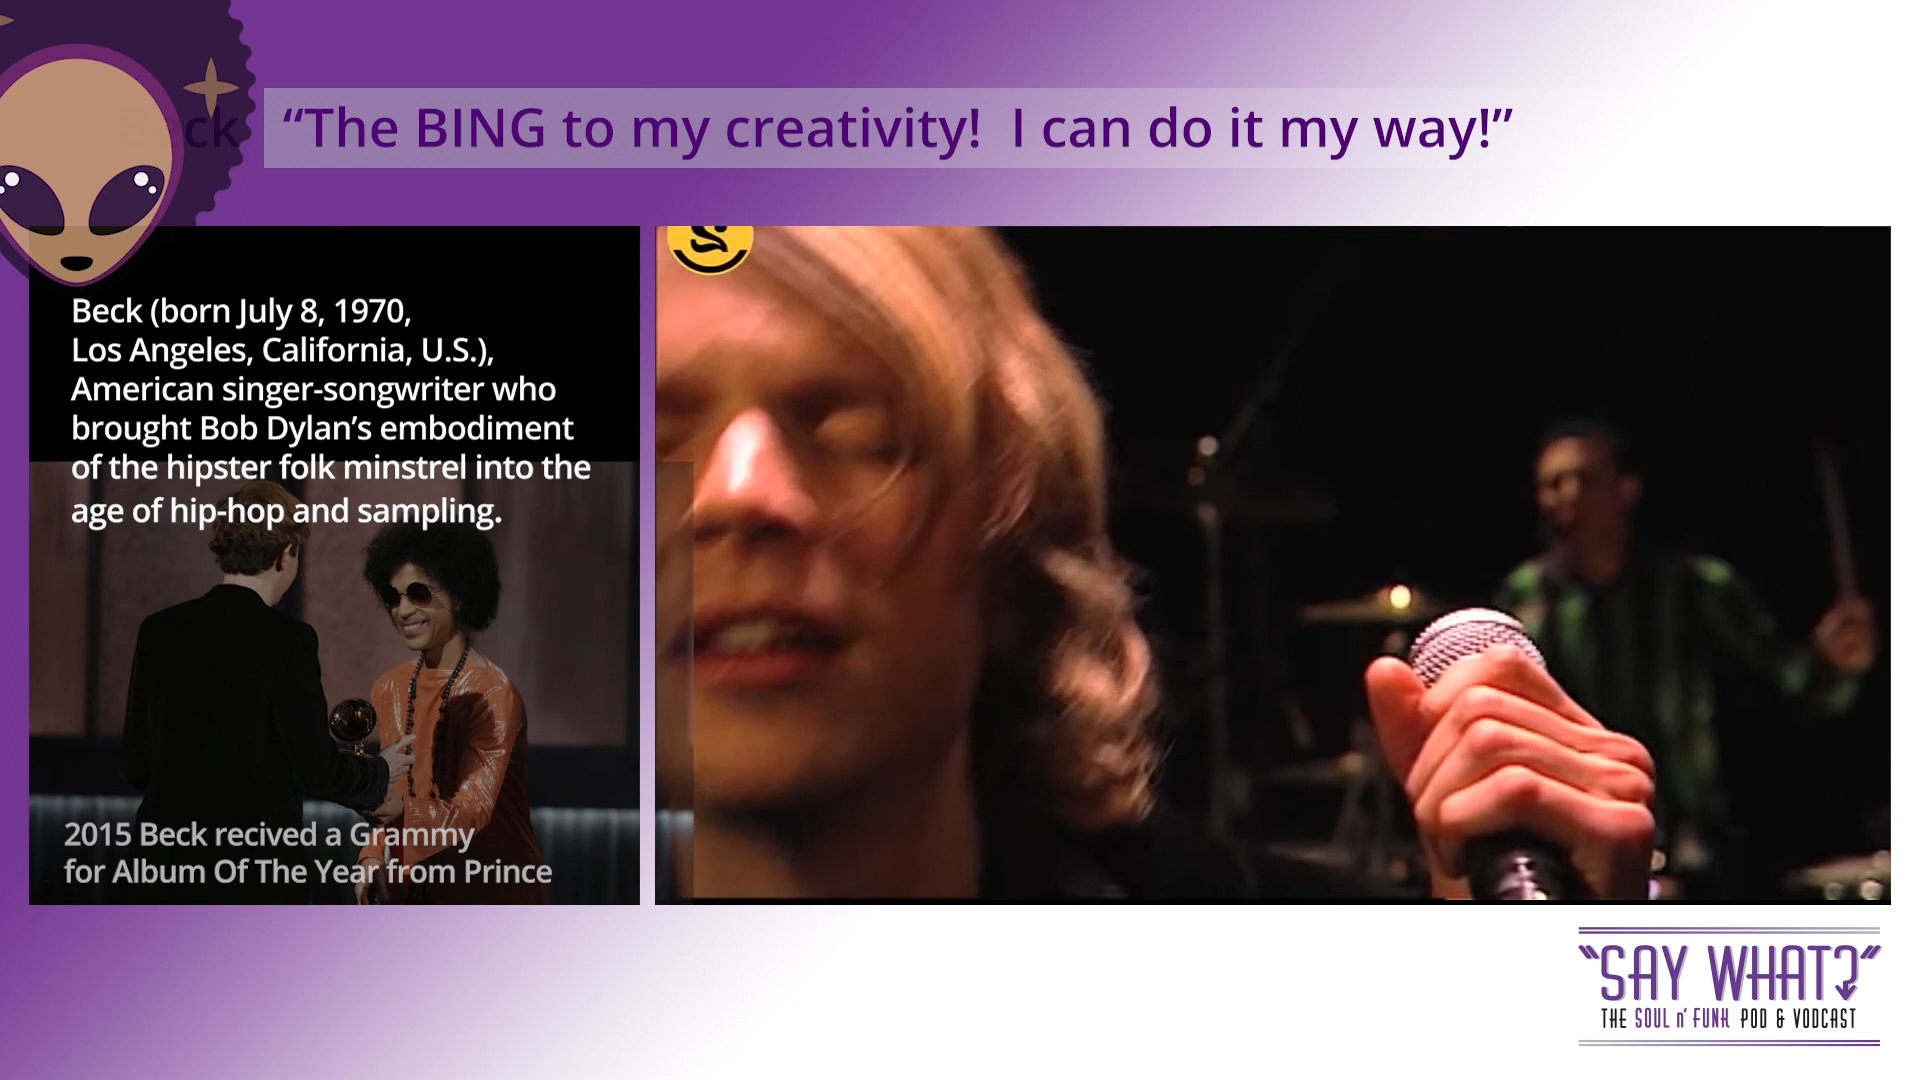 Beck
“The BING to my creativity!  I can do it my way!”
Beck (born July 8, 1970,
Los Angeles, California, U.S.),
American singer-songwriter who
brought Bob Dylan’s embodiment
of the hipster folk minstrel into the
age of hip-hop and sampling.
2015 Beck recived a Grammy
for Album Of The Year from Prince
“SAY WHAT?”
THE SOUL n’ FUNK POD & VODCAST